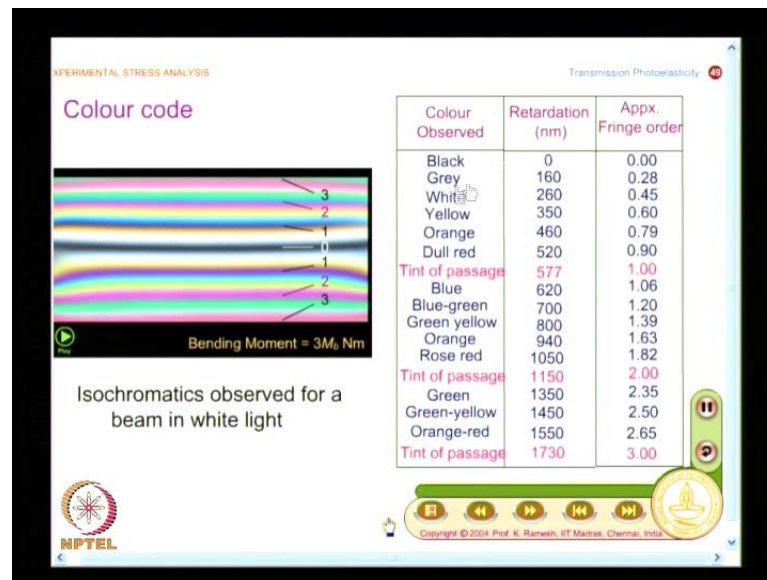 XPERIMENTAL STRESS ANALYSIS
Transmission Photoelasticity 49
Colour code
3
2
1
0
1
2
3
Play
Bending Moment = 3M₀ Nm
Isochromatics observed for a
beam in white light
Colour Observed Retardation (nm) Appx. Fringe order
Black 0 0.00
Grey 160 0.28
White 260 0.45
Yellow 350 0.60
Orange 460 0.79
Dull red 520 0.90
Tint of passage 577 1.00
Blue 620 1.06
Blue-green 700 1.20
Green yellow 800 1.39
Orange 940 1.63
Rose red 1050 1.82
Tint of passage 1150 2.00
Green 1350 2.35
Green-yellow 1450 2.50
Orange-red 1550 2.65
Tint of passage 1730 3.00
NPTEL
Copyright © 2004 Prof. K. Ramesh, IIT Madras, Chennai, India